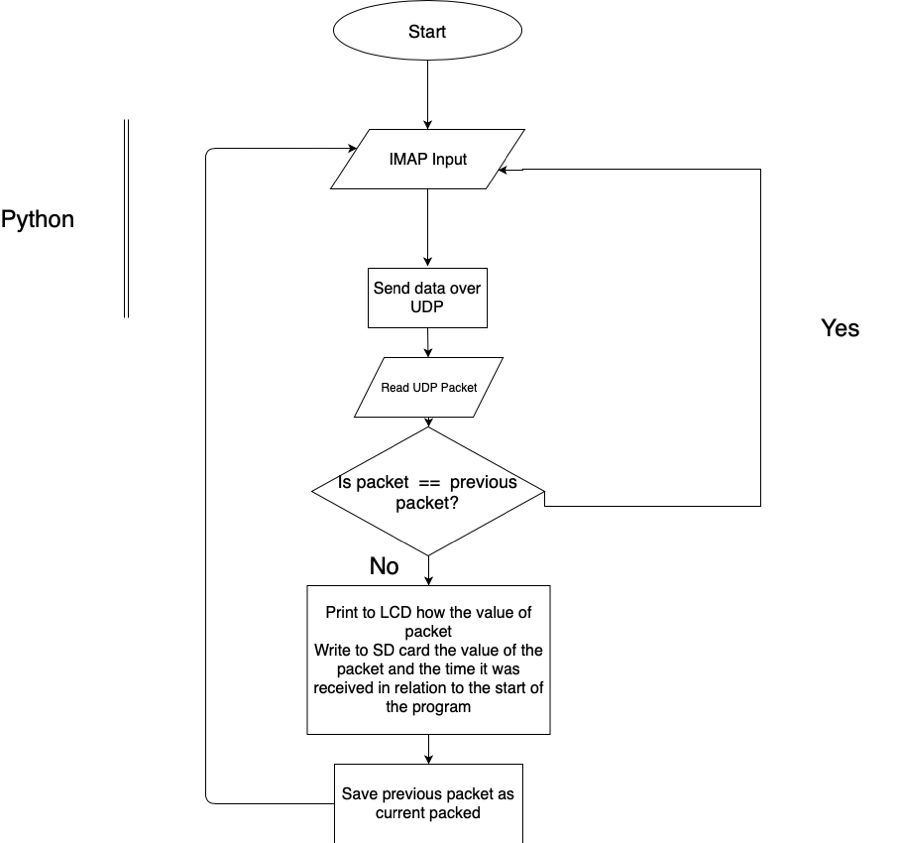 Start
IMAP Input
Python
Send data over
UDP
Yes
Read UDP Packet
Is packet == previous
packet?
No
Print to LCD how the value of
packet
Write to SD card the value of the
packet and the time it was
received in relation to the start of
the program
Save previous packet as
current packed